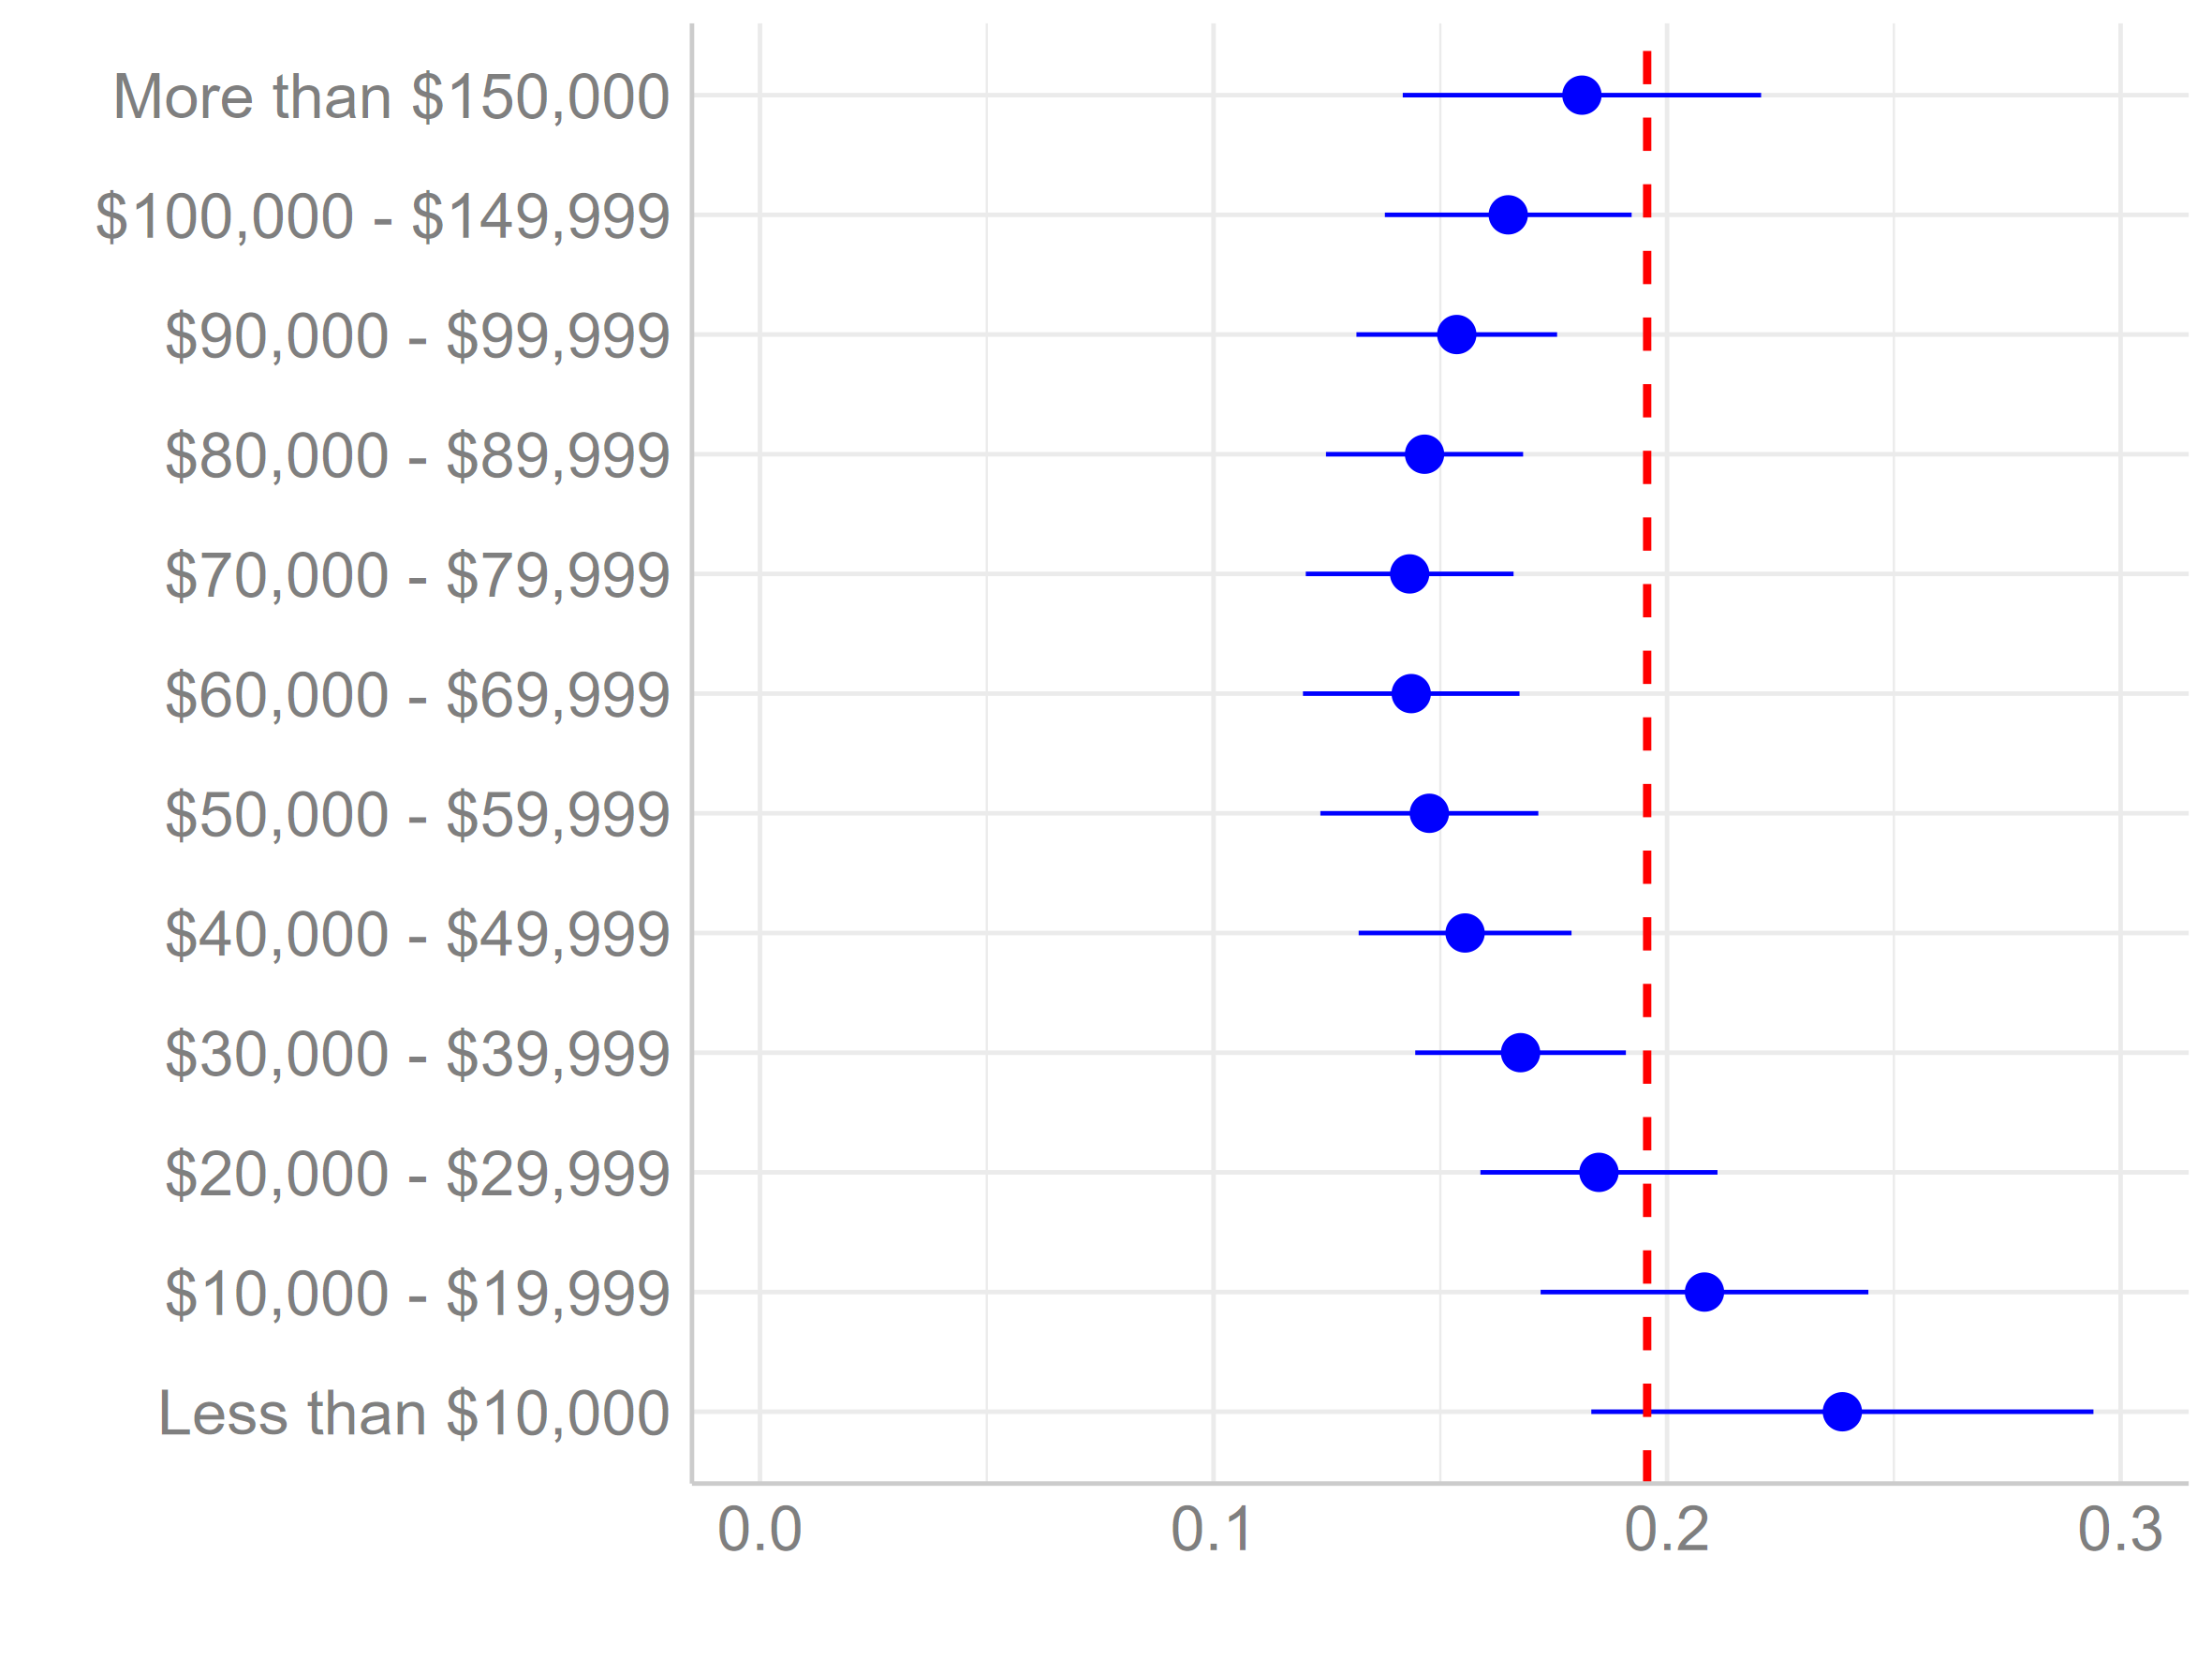 More than $150,000
$100,000 - $149,999
$90,000 - $99,999
$80,000 - $89,999
$70,000 - $79,999
$60,000 - $69,999
$50,000 - $59,999
$40,000 - $49,999
$30,000 - $39,999
$20,000 - $29,999
$10,000 - $19,999
Less than $10,000
0.0 0.1 0.2 0.3